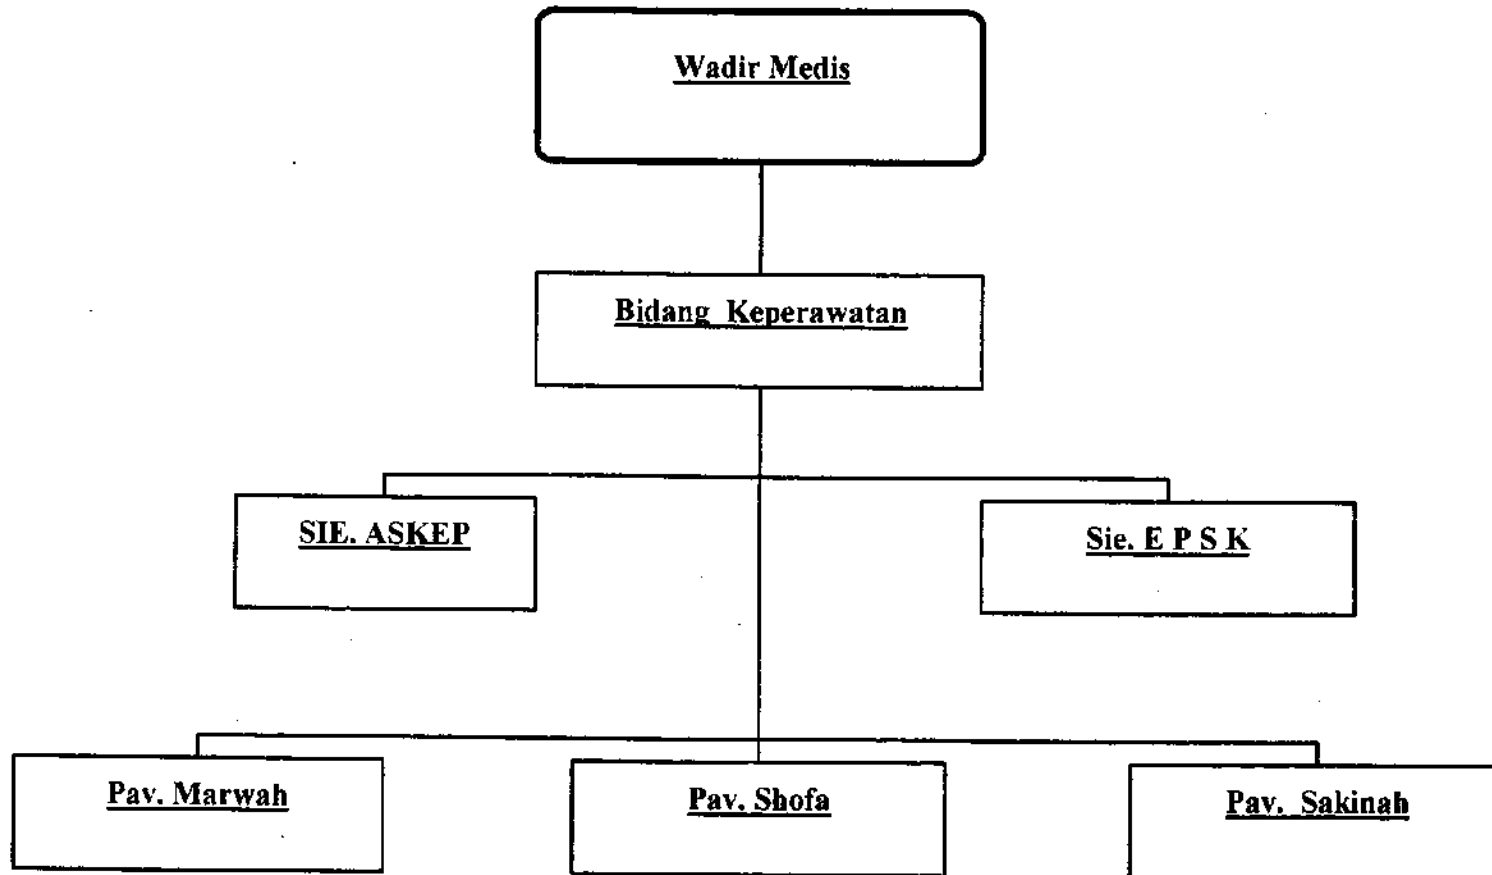 Wadir Medis
Bidang Keperawatan
SIE. ASKEP
Sie. E P S K
Pav. Marwah
Pav. Shofa
Pav. Sakinah